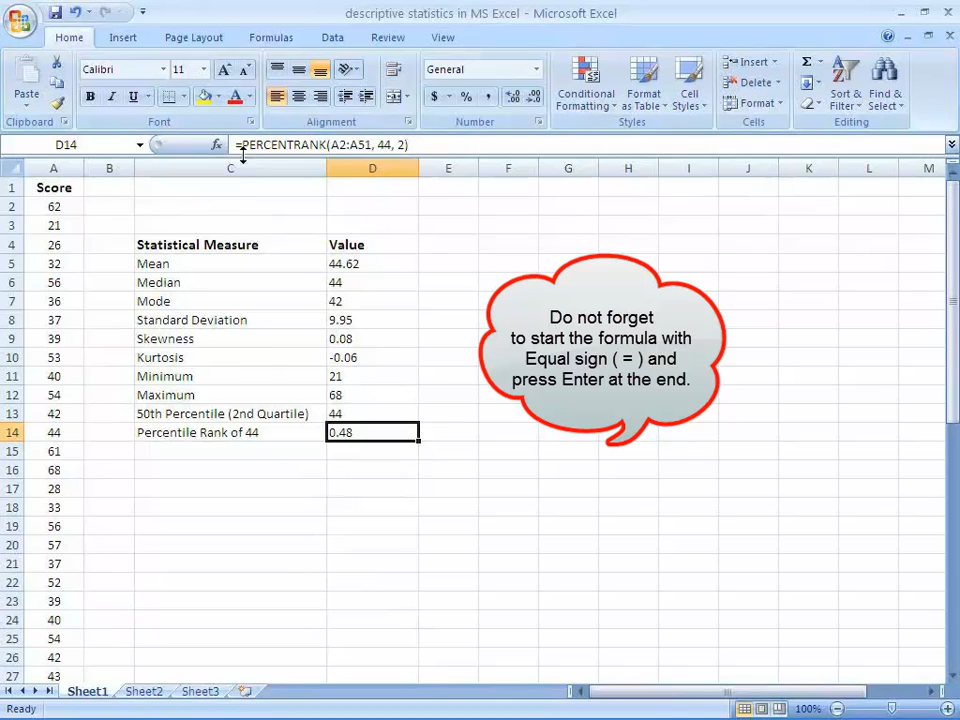 descriptive statistics in MS Excel - Microsoft Excel
Home Insert Page Layout Formulas Data Review View
Calibri 11 General
Insert
Delete
Format
Paste
B I U A $ % , .0 .00 .00 .0
Σ
Conditional Formatting
Format as Table
Cell Styles
Sort & Filter
Find & Select
Clipboard Font Alignment Number Styles Cells Editing
D14 fx =PERCENTRANK(A2:A51, 44, 2)
A B C D E F G H I J K L M
1 Score
2 62
3 21
4 26 Statistical Measure Value
5 32 Mean 44.62
6 56 Median 44
7 36 Mode 42
8 37 Standard Deviation 9.95
9 39 Skewness 0.08
10 53 Kurtosis -0.06
11 40 Minimum 21
12 54 Maximum 68
13 42 50th Percentile (2nd Quartile) 44
14 44 Percentile Rank of 44 0.48
15 61
16 68
17 28
18 33
19 56
20 57
21 37
22 52
23 39
24 40
25 54
26 42
27 43
Do not forget
to start the formula with
Equal sign ( = ) and
press Enter at the end.
Sheet1 Sheet2 Sheet3
Ready 100%